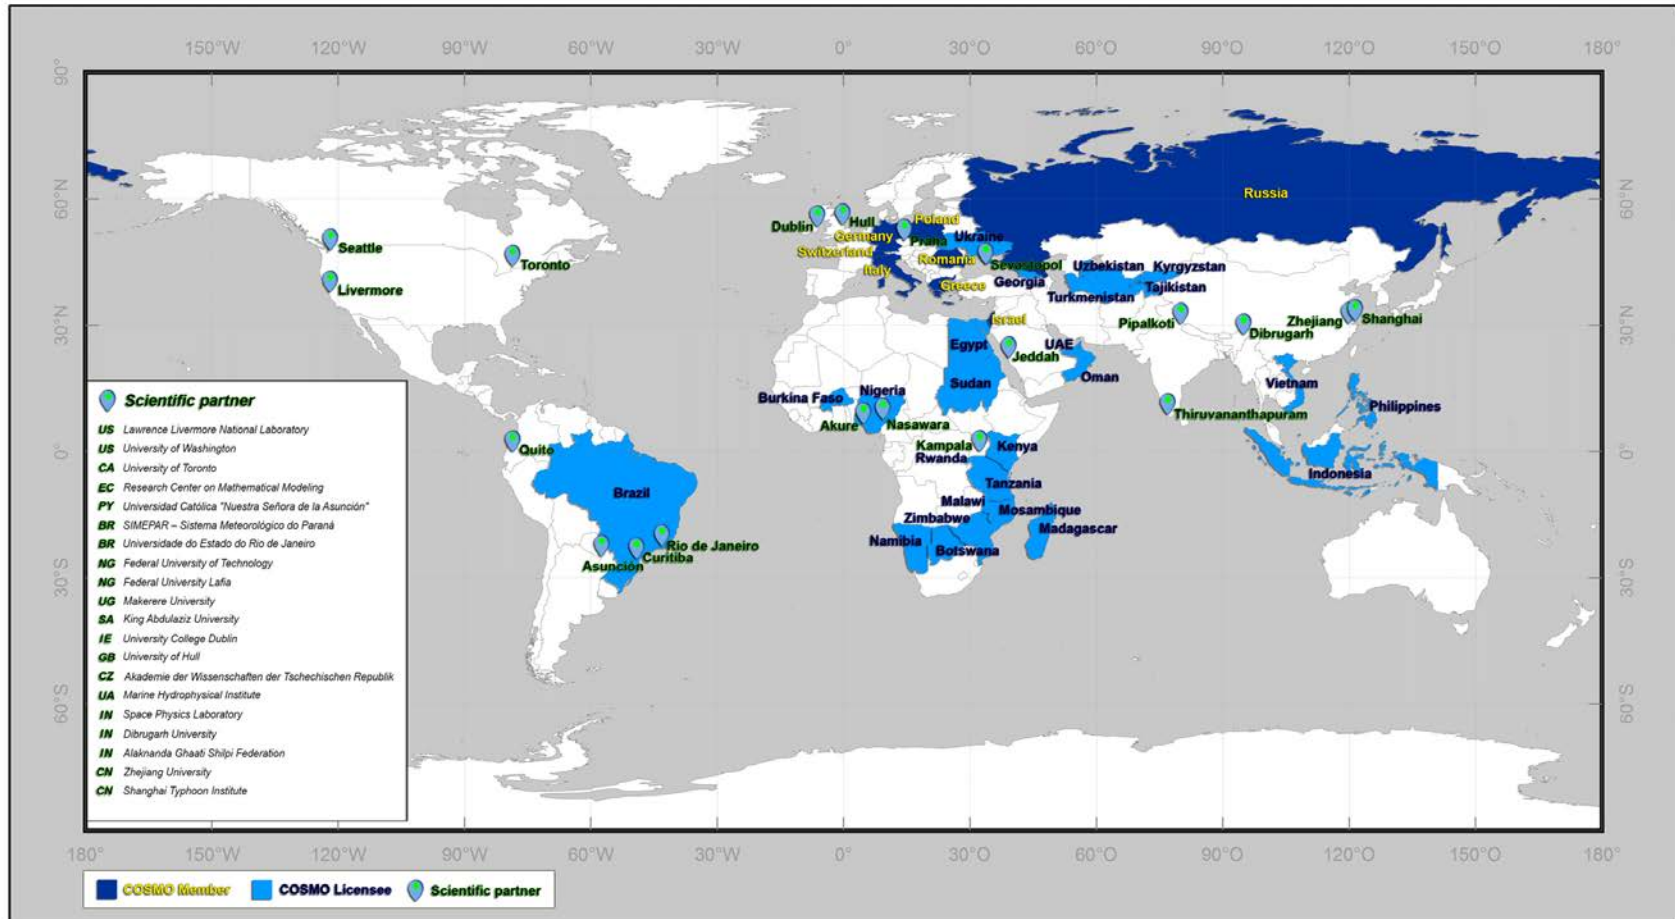 150°W 120°W 90°W 60°W 30°W 0° 30°O 60°O 90°O 120°O 150°O 180°
90°
60°N 60°N
30°N 30°N
0° 0°
30°S 30°S
60°S 60°S
Russia
Dublin
Hull
Poland
Germany
Prana
Ukraine
Seattle
Switzerland
Romania
Toronto
Italy
Sevastopol
Uzbekistan
Kyrgyzstan
Georgia
Livermore
Greece
Tajikistan
Turkmenistan
Israel
Pipalkoti
Zhejiang
Shanghai
Dibrugarh
Egypt
UAE
Jeddah
Oman
Sudan
Vietnam
Nigeria
Burkina Faso
Philippines
Thiruvananthapuram
Akure
Nasawara
Quito
Kampala
Kenya
Rwanda
Indonesia
Tanzania
Brazil
Malawi
Mosambique
Zimbabwe
Madagascar
Namibia
Botswana
Rio de Janeiro
Curitiba
Asunción
Scientific partner
US Lawrence Livermore National Laboratory
US University of Washington
CA University of Toronto
EC Research Center on Mathematical Modeling
PY Universidad Católica "Nuestra Señora de la Asunción"
BR SIMEPAR – Sistema Meteorológico do Paraná
BR Universidade do Estado do Rio de Janeiro
NG Federal University of Technology
NG Federal University Lafia
UG Makerere University
SA King Abdulaziz University
IE University College Dublin
GB University of Hull
CZ Akademie der Wissenschaften der Tschechischen Republik
UA Marine Hydrophysical Institute
IN Space Physics Laboratory
IN Dibrugarh University
IN Alaknanda Ghaati Shilpi Federation
CN Zhejiang University
CN Shanghai Typhoon Institute
180° 150°W 120°W 90°W 60°W 30°W 0° 30°O 60°O 90°O 120°O 150°O 180°
COSMO Member COSMO Licensee Scientific partner